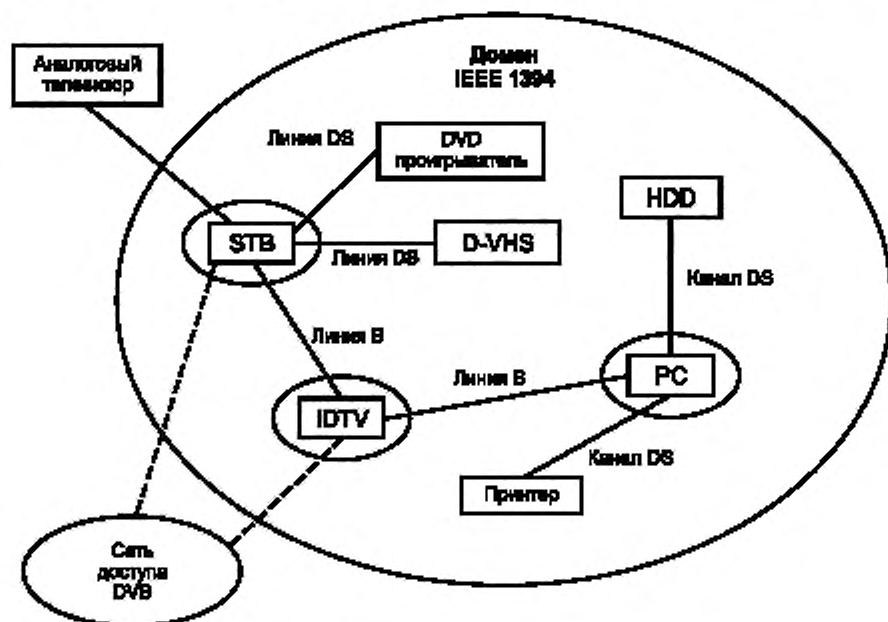 Домен
IEEE 1394
Аналоговый
телевизор
Линия DS
DVD
проигрыватель
HDD
STB
Линия DS
D-VHS
Канал DS
Линия B
Линия B
PC
IDTV
Канал DS
Принтер
Сеть
доступа
DVB